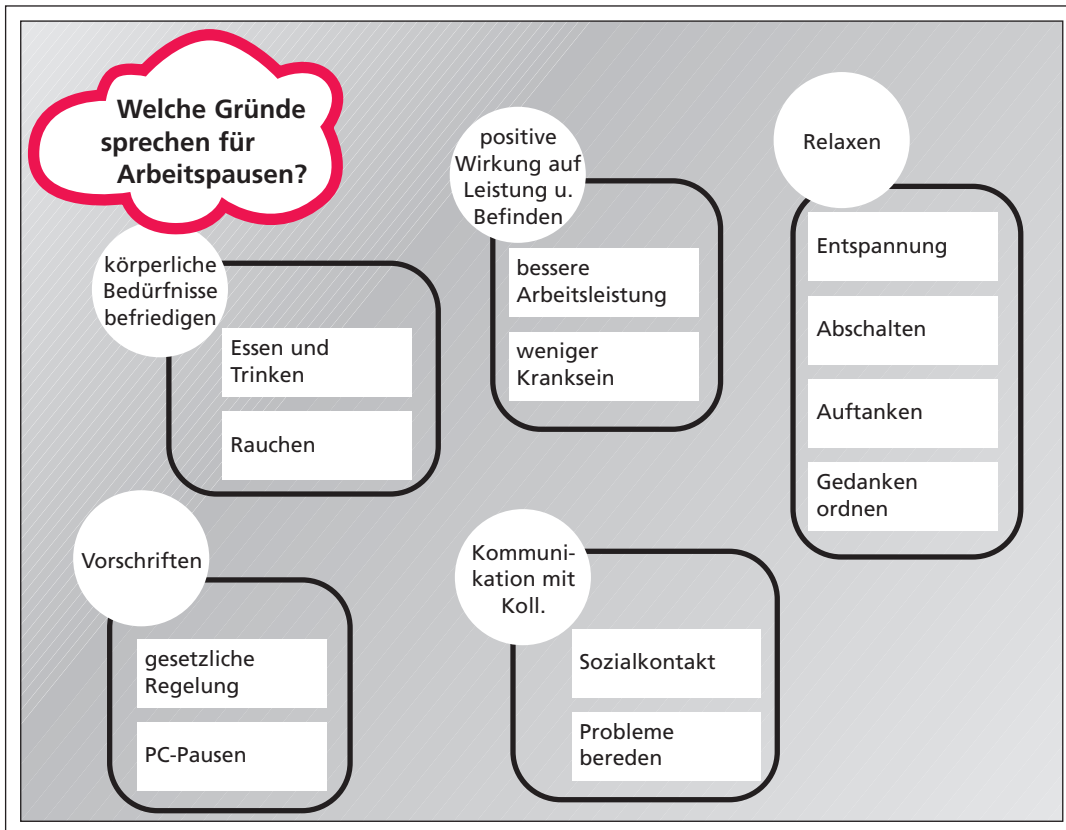 Welche Gründe
sprechen für
Arbeitspausen?
körperliche
Bedürfnisse
befriedigen
Essen und
Trinken
Rauchen
positive
Wirkung auf
Leistung u.
Befinden
bessere
Arbeitsleistung
weniger
Kranksein
Relaxen
Entspannung
Abschalten
Auftanken
Gedanken
ordnen
Vorschriften
gesetzliche
Regelung
PC-Pausen
Kommuni-
kation mit
Koll.
Sozialkontakt
Probleme
bereden